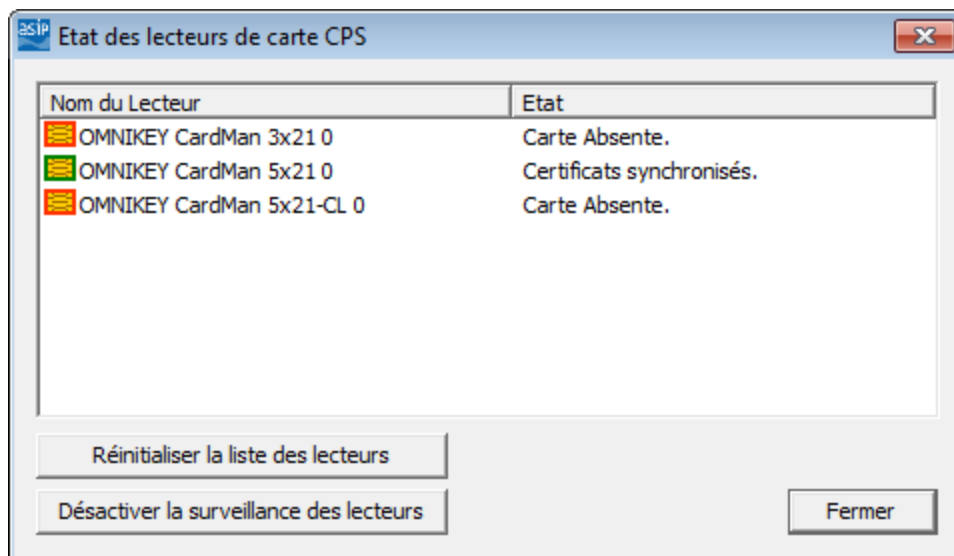 asip Etat des lecteurs de carte CPS
Nom du Lecteur Etat
OMNIKEY CardMan 3x21 0 Carte Absente.
OMNIKEY CardMan 5x21 0 Certificats synchronisés.
OMNIKEY CardMan 5x21-CL 0 Carte Absente.
Réinitialiser la liste des lecteurs
Désactiver la surveillance des lecteurs Fermer